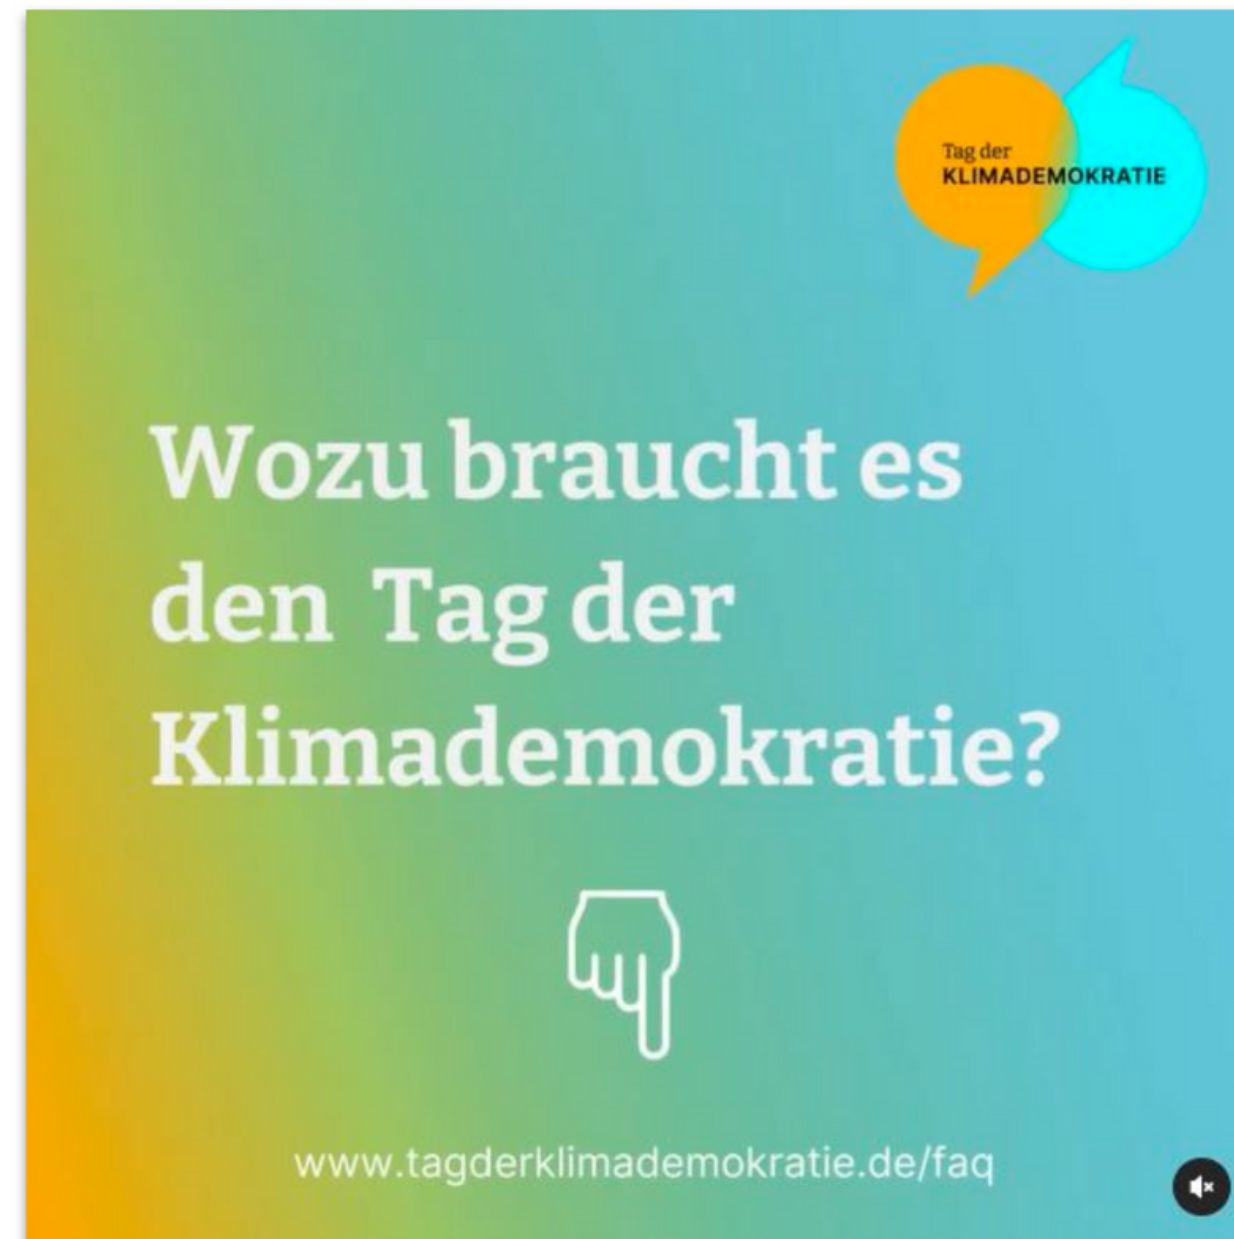 Tag der
KLIMADEMOKRATIE
Wozu braucht es
den Tag der
Klimademokratie?
www.tagderklimademokratie.de/faq